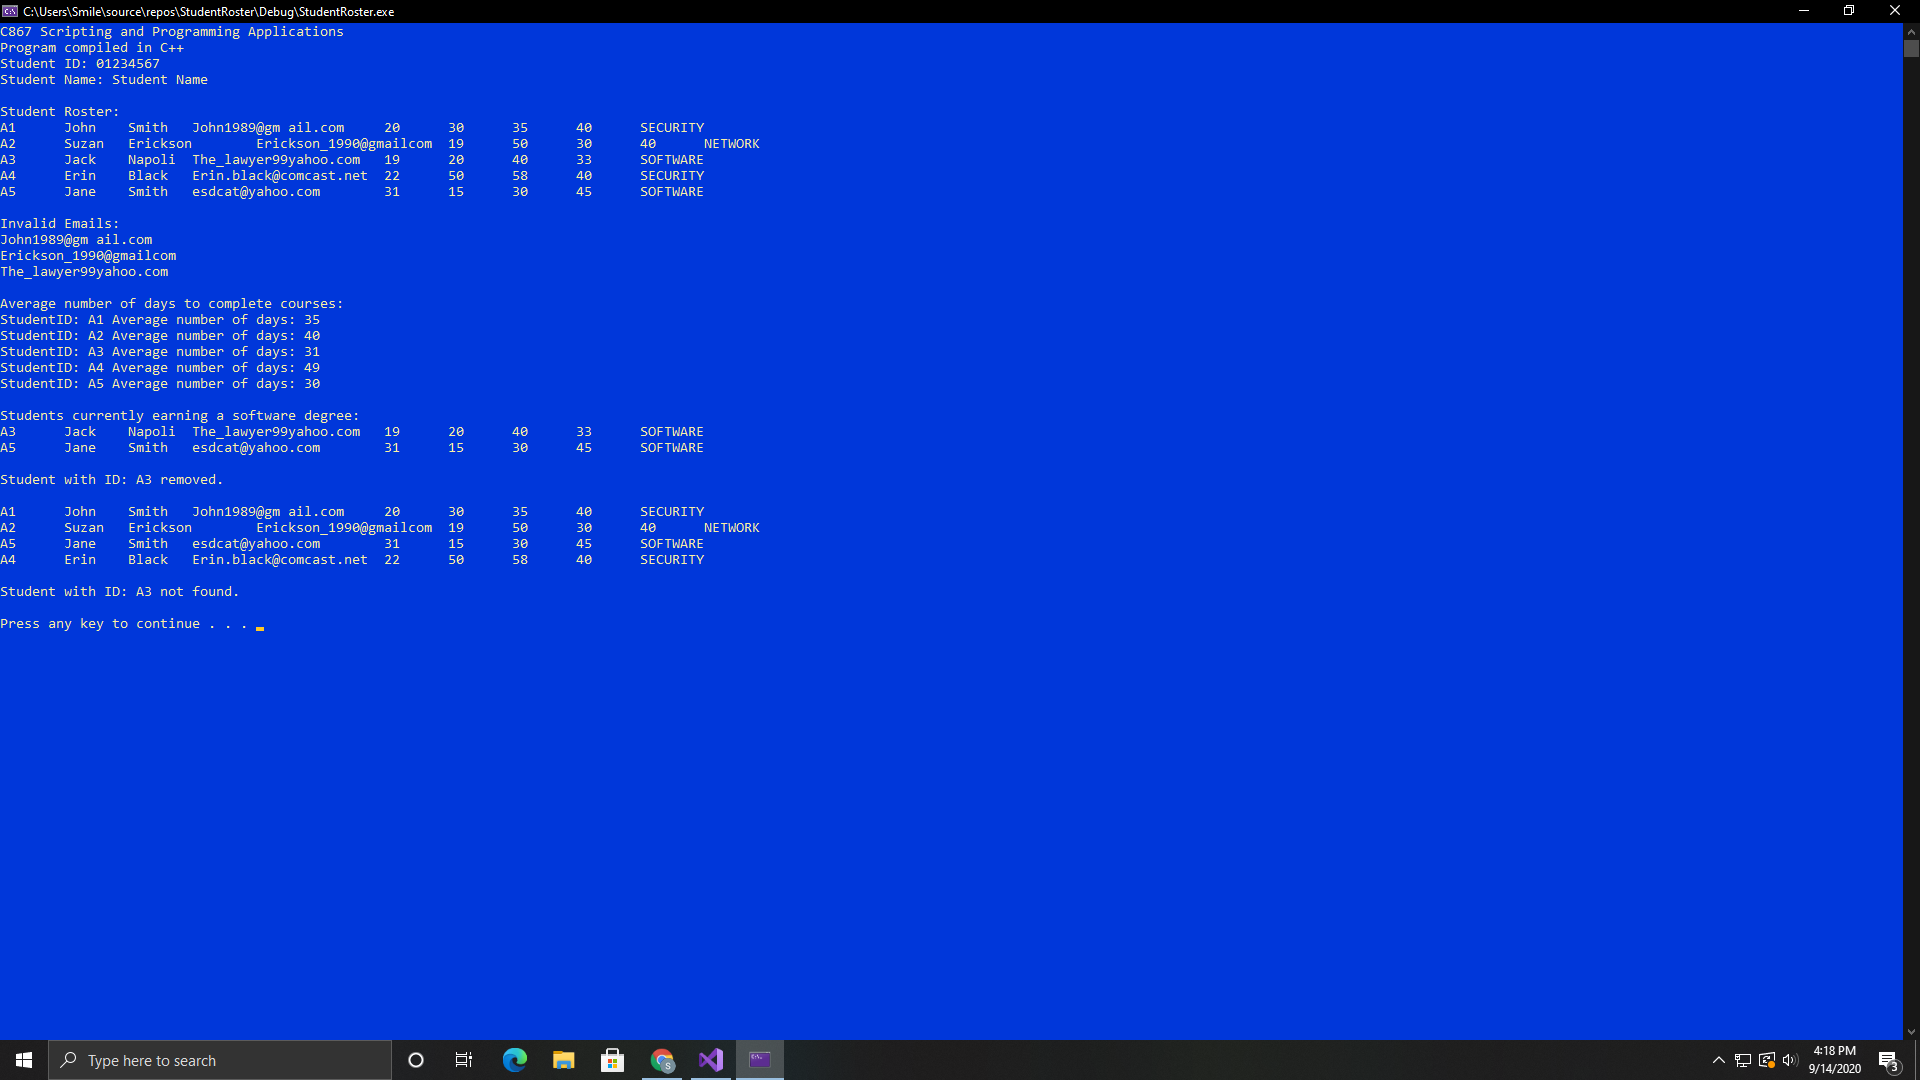 C:\Users\Smile\source\repos\StudentRoster\Debug\StudentRoster.exe
C867 Scripting and Programming Applications
Program compiled in C++
Student ID: 01234567
Student Name: Student Name
Student Roster:
A1 John Smith John1989@gm ail.com 20 30 35 40 SECURITY
A2 Suzan Erickson Erickson_1990@gmailcom 19 50 30 40 NETWORK
A3 Jack Napoli The_lawyer99yahoo.com 19 20 40 33 SOFTWARE
A4 Erin Black Erin.black@comcast.net 22 50 58 40 SECURITY
A5 Jane Smith esdcat@yahoo.com 31 15 30 45 SOFTWARE
Invalid Emails:
John1989@gm ail.com
Erickson_1990@gmailcom
The_lawyer99yahoo.com
Average number of days to complete courses:
StudentID: A1 Average number of days: 35
StudentID: A2 Average number of days: 40
StudentID: A3 Average number of days: 31
StudentID: A4 Average number of days: 49
StudentID: A5 Average number of days: 30
Students currently earning a software degree:
A3 Jack Napoli The_lawyer99yahoo.com 19 20 40 33 SOFTWARE
A5 Jane Smith esdcat@yahoo.com 31 15 30 45 SOFTWARE
Student with ID: A3 removed.
A1 John Smith John1989@gm ail.com 20 30 35 40 SECURITY
A2 Suzan Erickson Erickson_1990@gmailcom 19 50 30 40 NETWORK
A5 Jane Smith esdcat@yahoo.com 31 15 30 45 SOFTWARE
A4 Erin Black Erin.black@comcast.net 22 50 58 40 SECURITY
Student with ID: A3 not found.
Press any key to continue . . .
Type here to search
S
4:18 PM
9/14/2020
3